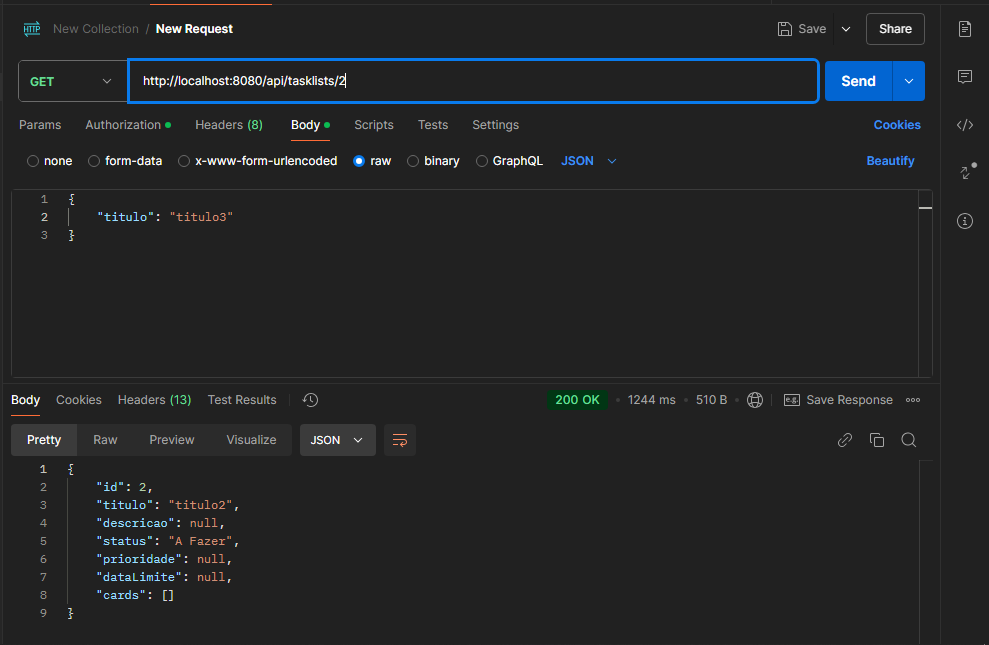 HTTP New Collection / New Request Save Share
GET http://localhost:8080/api/tasklists/2 Send
Params Authorization Headers (8) Body Scripts Tests Settings Cookies
none form-data x-www-form-urlencoded raw binary GraphQL JSON Beautify
1 {
2 "titulo": "titulo3"
3 }
Body Cookies Headers (13) Test Results 200 OK • 1244 ms • 510 B • e.g. Save Response
Pretty Raw Preview Visualize JSON
1 {
2 "id": 2,
3 "titulo": "titulo2",
4 "descricao": null,
5 "status": "A Fazer",
6 "prioridade": null,
7 "dataLimite": null,
8 "cards": []
9 }